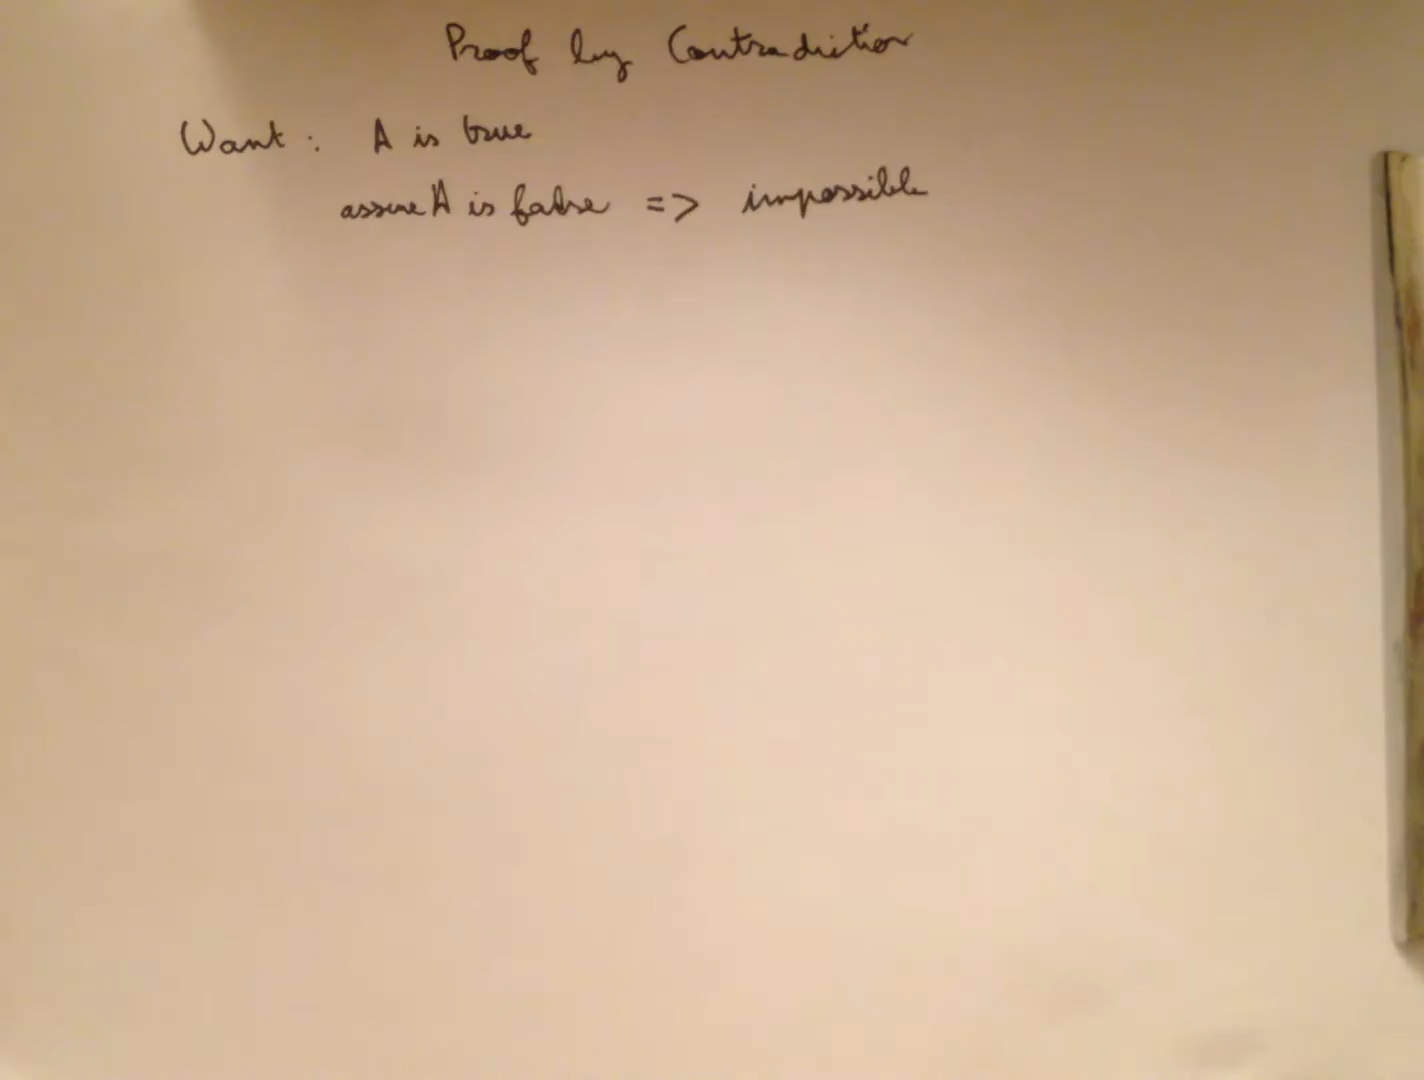 Proof by Contradiction
Want : A is true
assume A is false => impossible